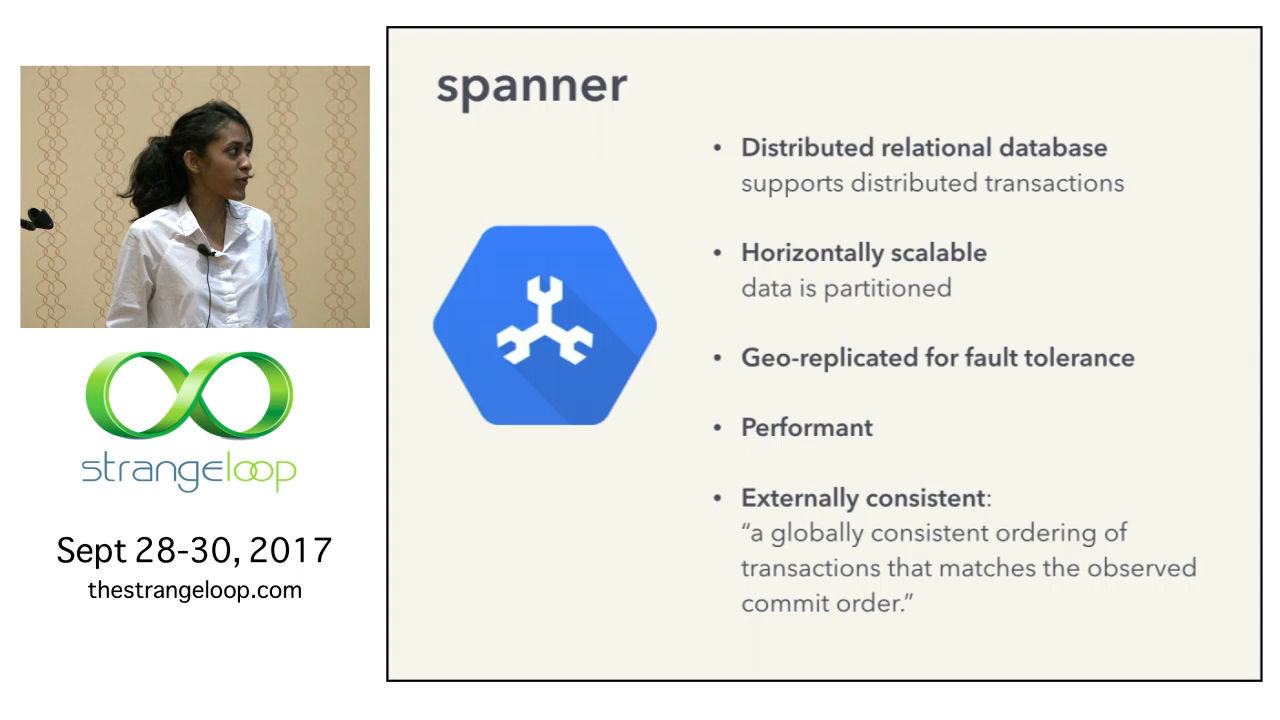 spanner
• Distributed relational database
supports distributed transactions
• Horizontally scalable
data is partitioned
• Geo-replicated for fault tolerance
• Performant
• Externally consistent:
“a globally consistent ordering of
transactions that matches the observed
commit order.”
strangeloop
Sept 28-30, 2017
thestrangeloop.com